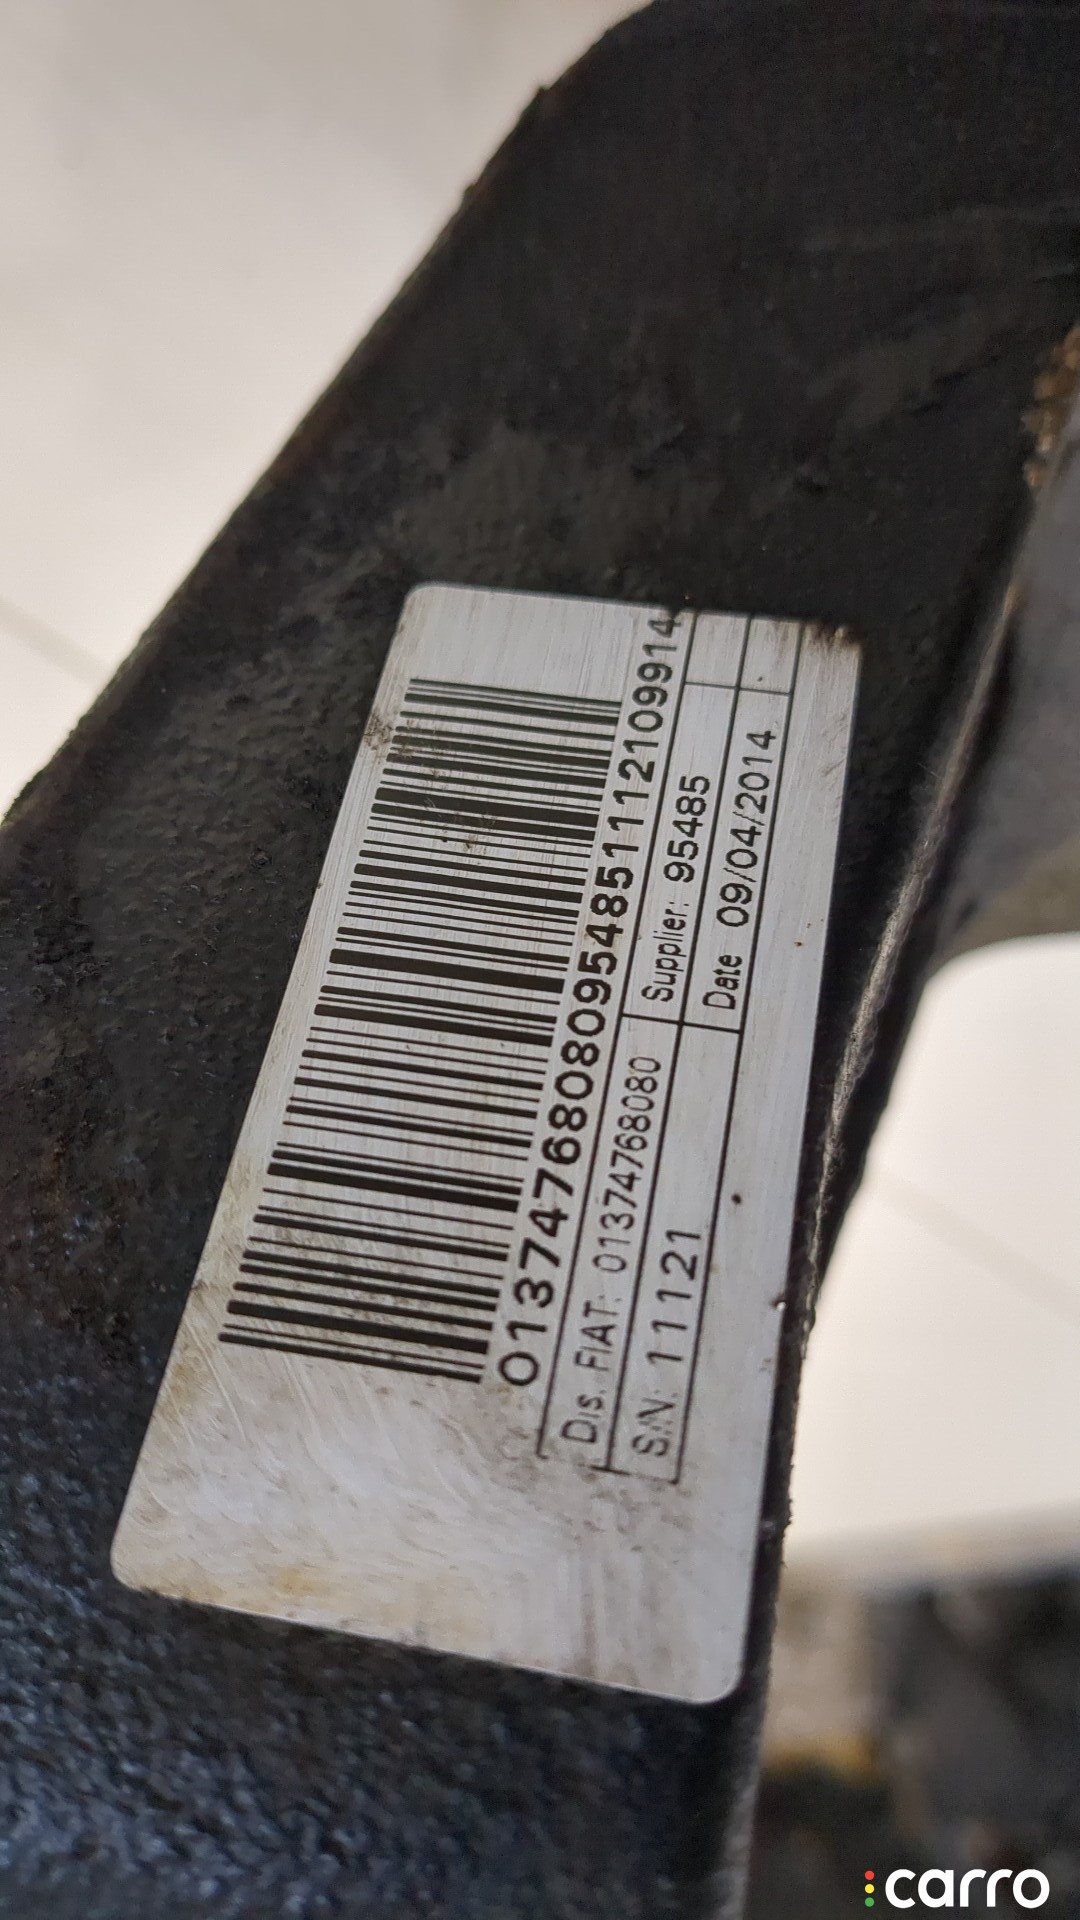 01374768080954851112109914
Dis. FIAT: 01374768080
Supplier: 95485
S/N: 11121
Date 09/04/2014
carro